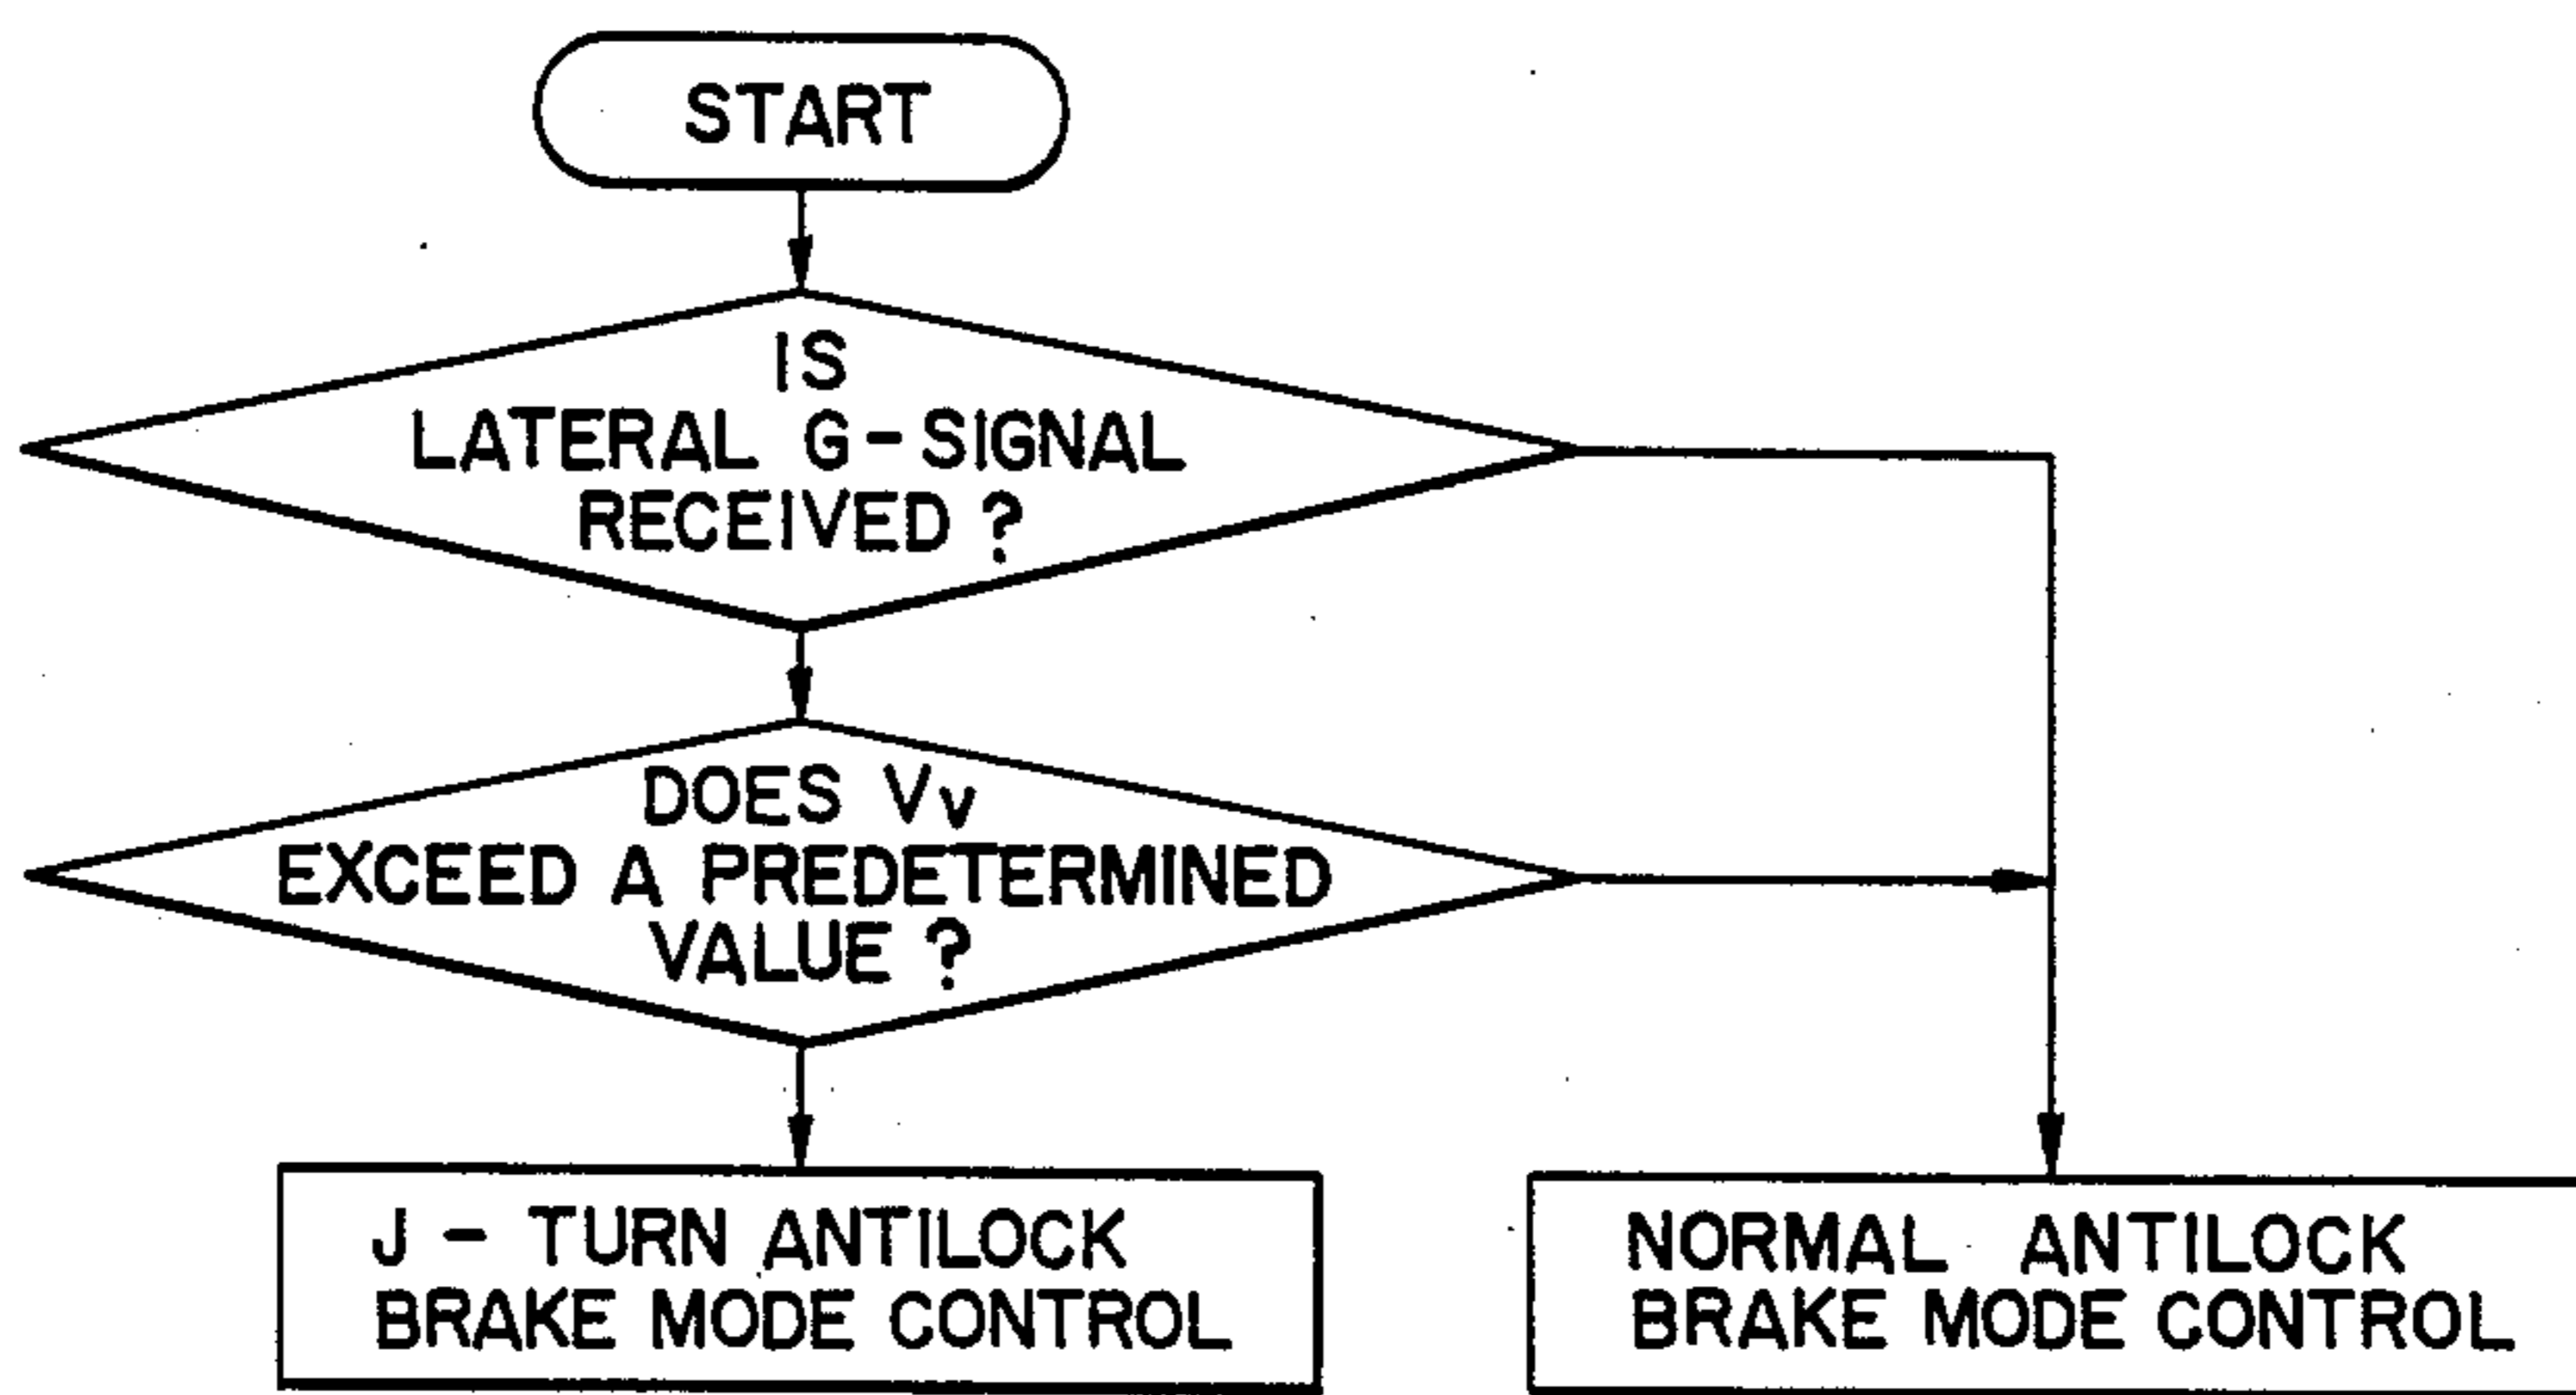 START
IS
LATERAL G-SIGNAL
RECEIVED ?
DOES Vv
EXCEED A PREDETERMINED
VALUE ?
J - TURN ANTILOCK
BRAKE MODE CONTROL
NORMAL ANTILOCK
BRAKE MODE CONTROL